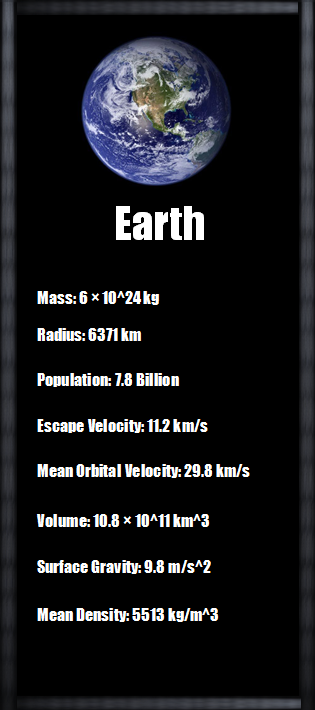 Earth
Mass: 6 × 10^24 kg
Radius: 6371 km
Population: 7.8 Billion
Escape Velocity: 11.2 km/s
Mean Orbital Velocity: 29.8 km/s
Volume: 10.8 × 10^11 km^3
Surface Gravity: 9.8 m/s^2
Mean Density: 5513 kg/m^3